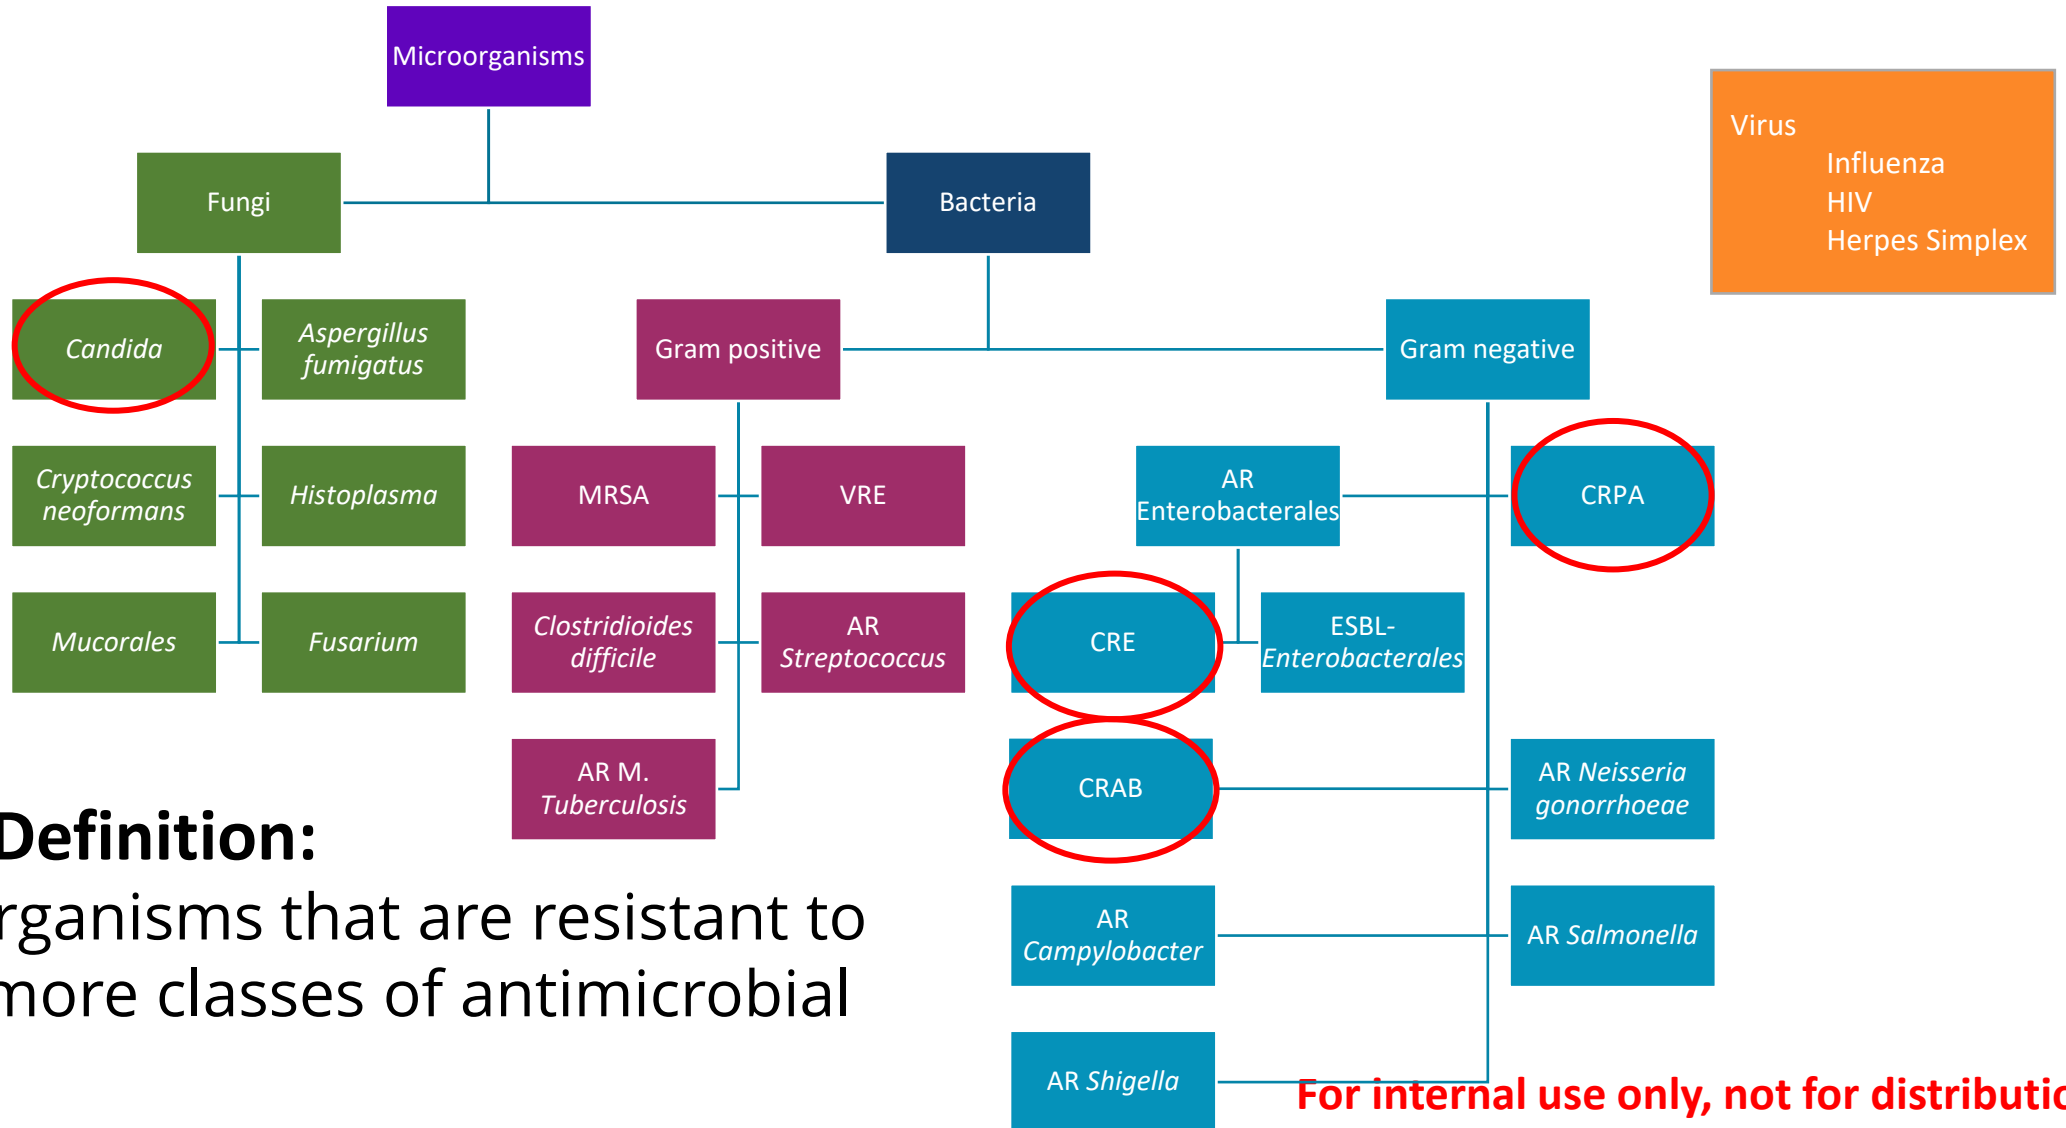 Microorganisms
Virus
Influenza
HIV
Herpes Simplex
Fungi
Bacteria
Candida
Aspergillus
fumigatus
Gram positive
Gram negative
Cryptococcus
neoformans
Histoplasma
MRSA
VRE
AR
Enterobacterales
CRPA
Mucorales
Fusarium
Clostridioides
difficile
AR
Streptococcus
CRE
ESBL-
Enterobacterales
AR M.
Tuberculosis
CRAB
AR Neisseria
gonorrhoeae
Definition:
rganisms that are resistant to
more classes of antimicrobial
AR
Campylobacter
AR Salmonella
AR Shigella
For internal use only, not for distributio